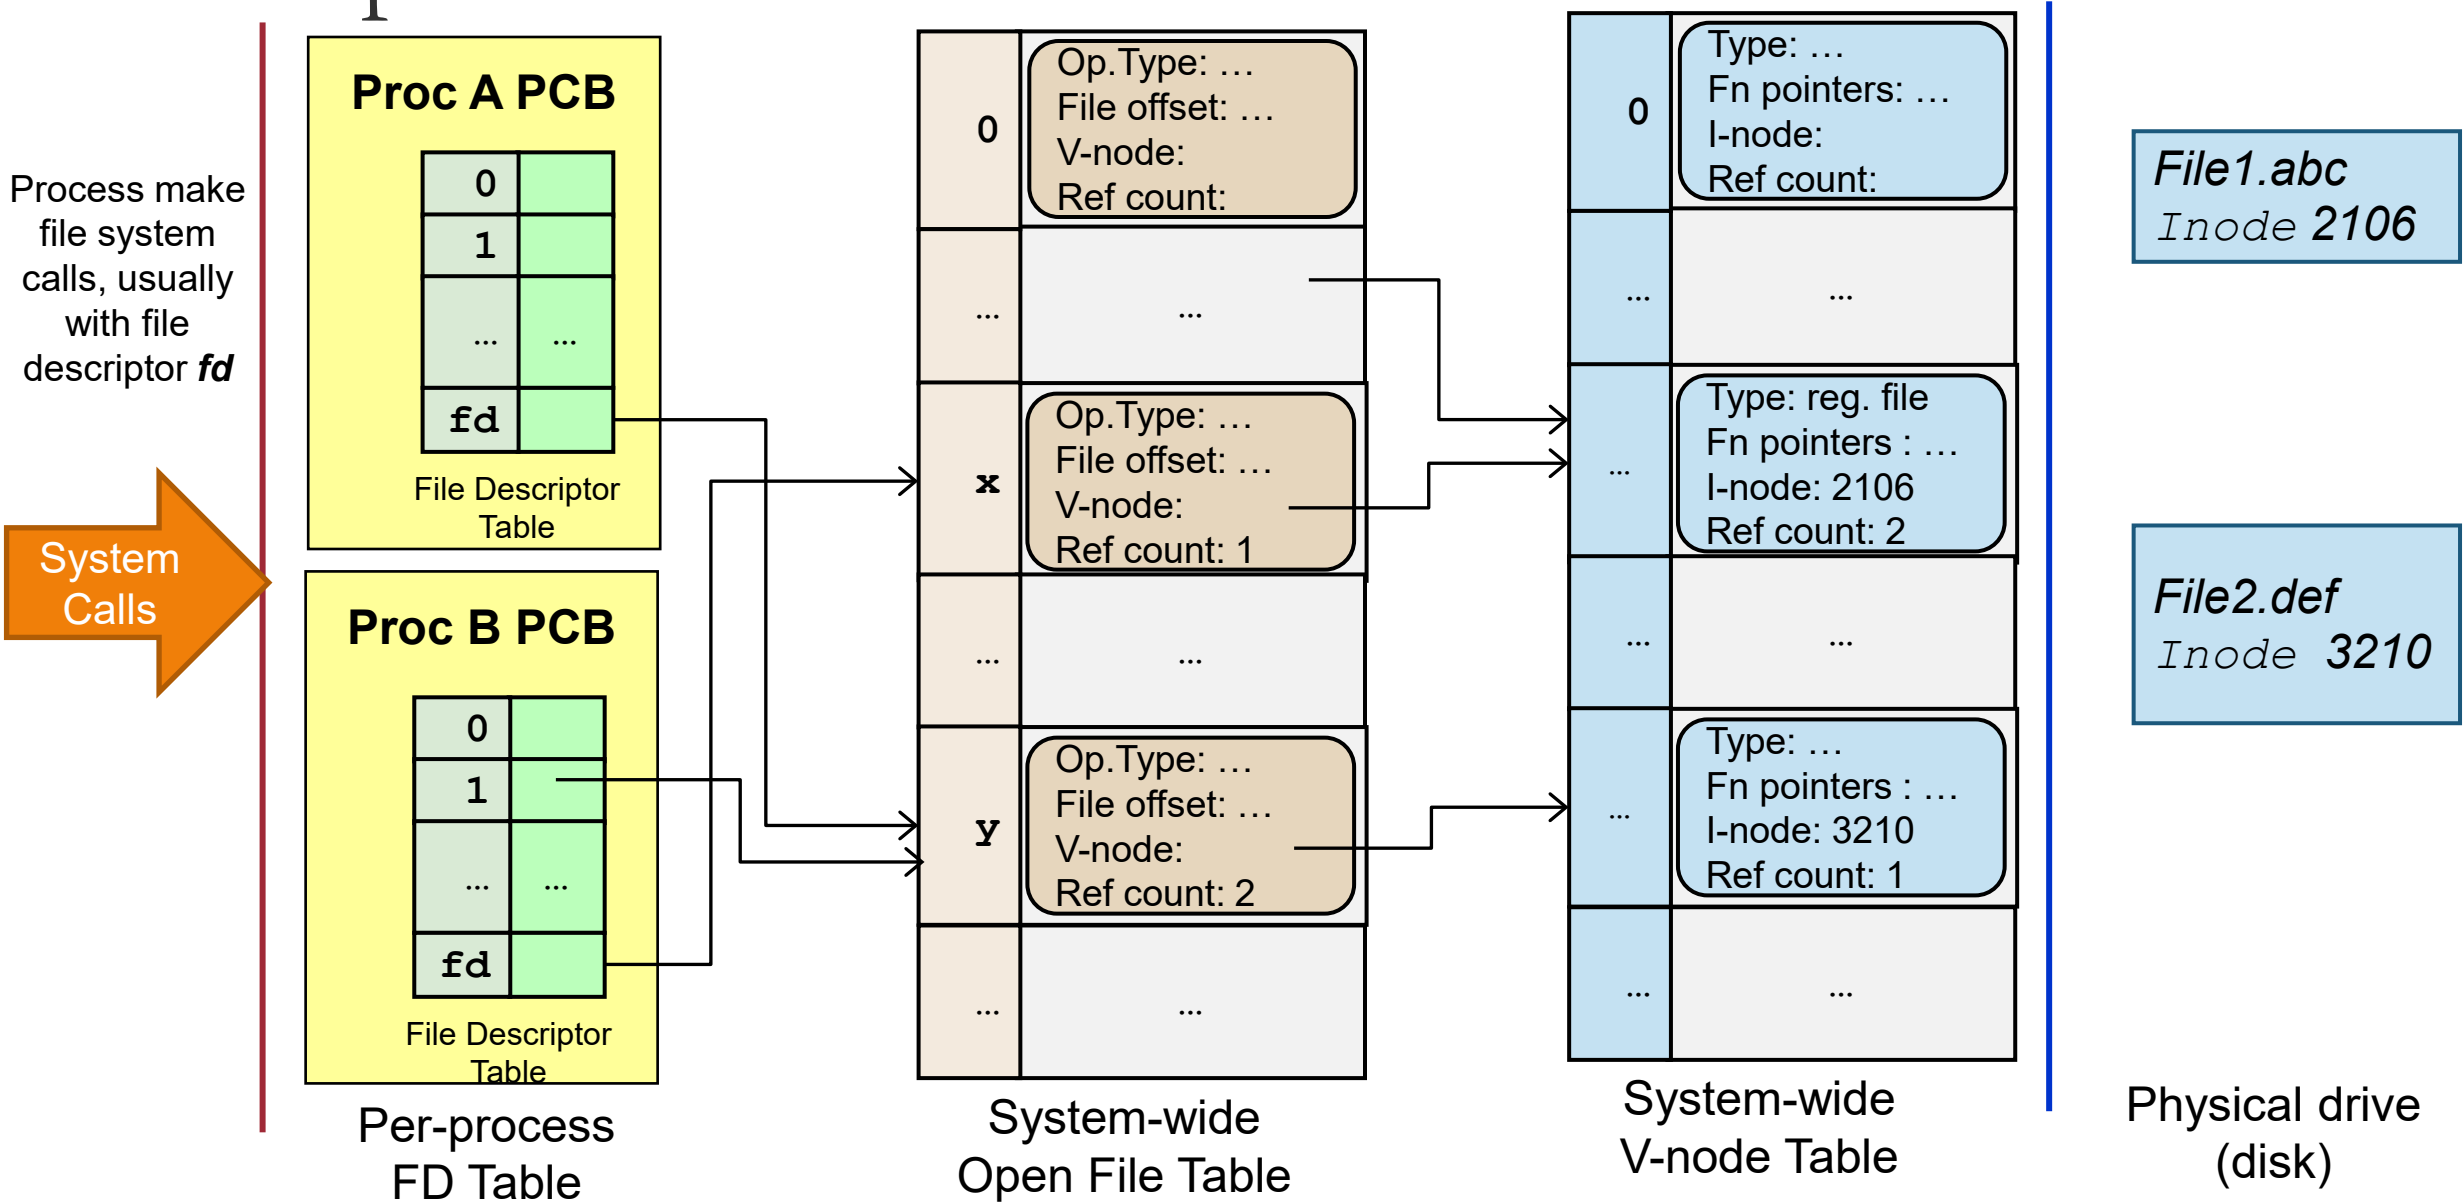 Process make
file system
calls, usually
with file
descriptor fd
System
Calls
Proc A PCB
0
1
... ...
fd
File Descriptor
Table
Proc B PCB
0
1
... ...
fd
File Descriptor
Table
Per-process
FD Table
0
Op.Type: …
File offset: …
V-node:
Ref count:
... ...
x
Op.Type: …
File offset: …
V-node:
Ref count: 1
... ...
y
Op.Type: …
File offset: …
V-node:
Ref count: 2
... ...
System-wide
Open File Table
0
Type: …
Fn pointers: …
I-node:
Ref count:
... ...
...
Type: reg. file
Fn pointers : …
I-node: 2106
Ref count: 2
... ...
...
Type: …
Fn pointers : …
I-node: 3210
Ref count: 1
... ...
System-wide
V-node Table
File1.abc
Inode 2106
File2.def
Inode 3210
Physical drive
(disk)